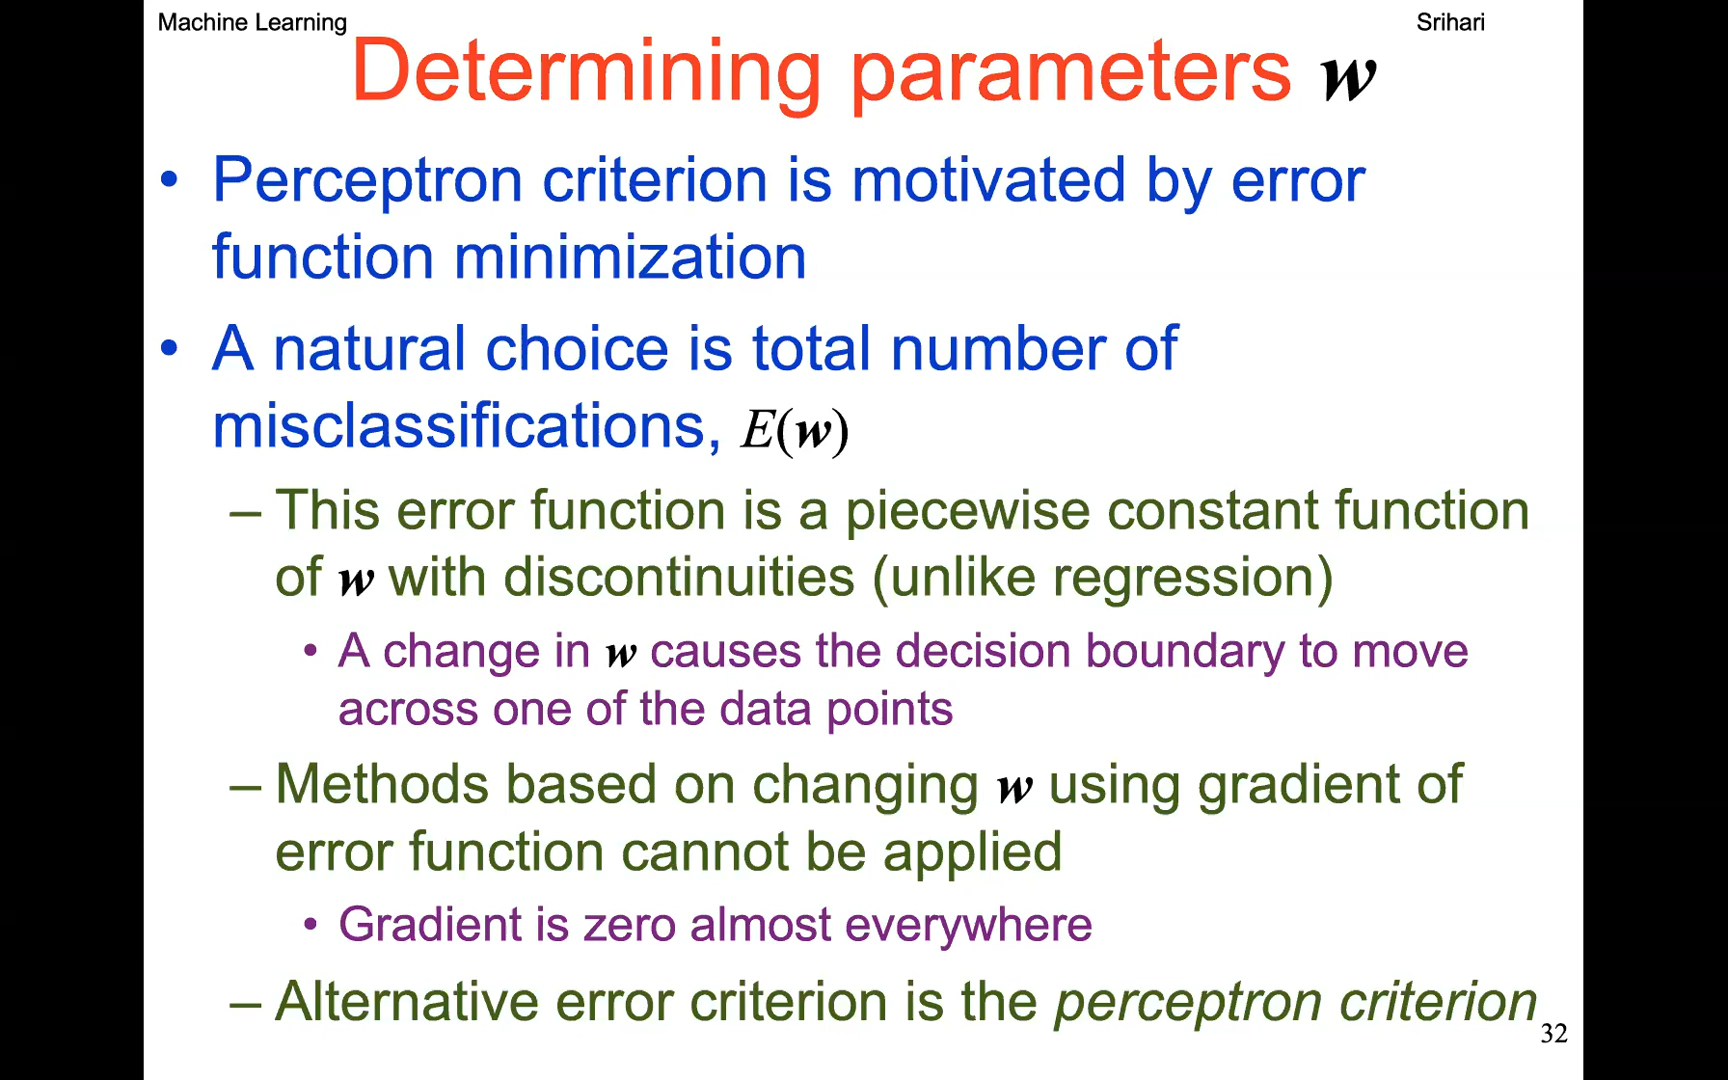 Machine Learning
Srihari
Determining parameters w
• Perceptron criterion is motivated by error
function minimization
• A natural choice is total number of
misclassifications, E(w)
– This error function is a piecewise constant function
of w with discontinuities (unlike regression)
• A change in w causes the decision boundary to move
across one of the data points
– Methods based on changing w using gradient of
error function cannot be applied
• Gradient is zero almost everywhere
– Alternative error criterion is the perceptron criterion
32